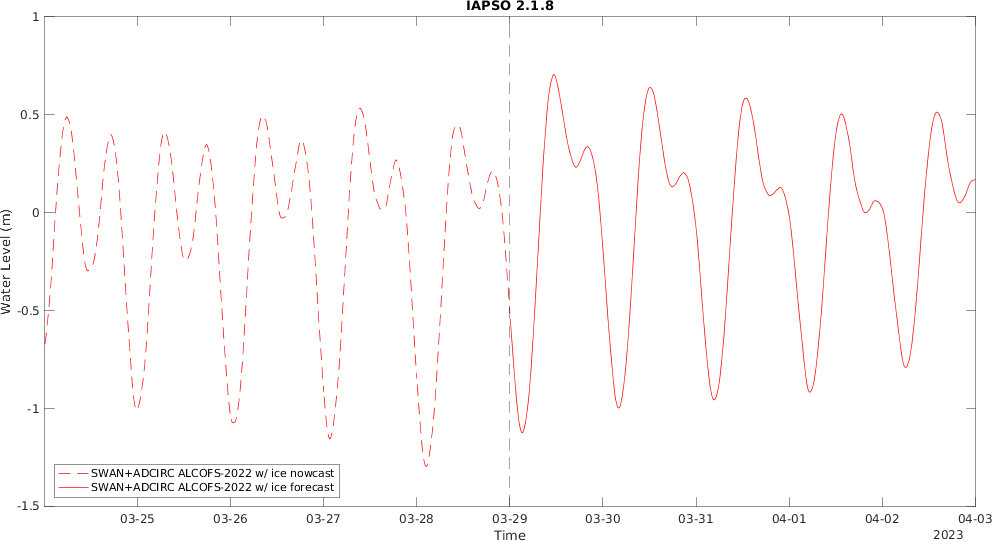 IAPSO 2.1.8
1
0.5
0
-0.5
-1
-1.5
Water Level (m)
SWAN+ADCIRC ALCOFS-2022 w/ ice nowcast
SWAN+ADCIRC ALCOFS-2022 w/ ice forecast
03-25 03-26 03-27 03-28 03-29 03-30 03-31 04-01 04-02 04-03
Time
2023